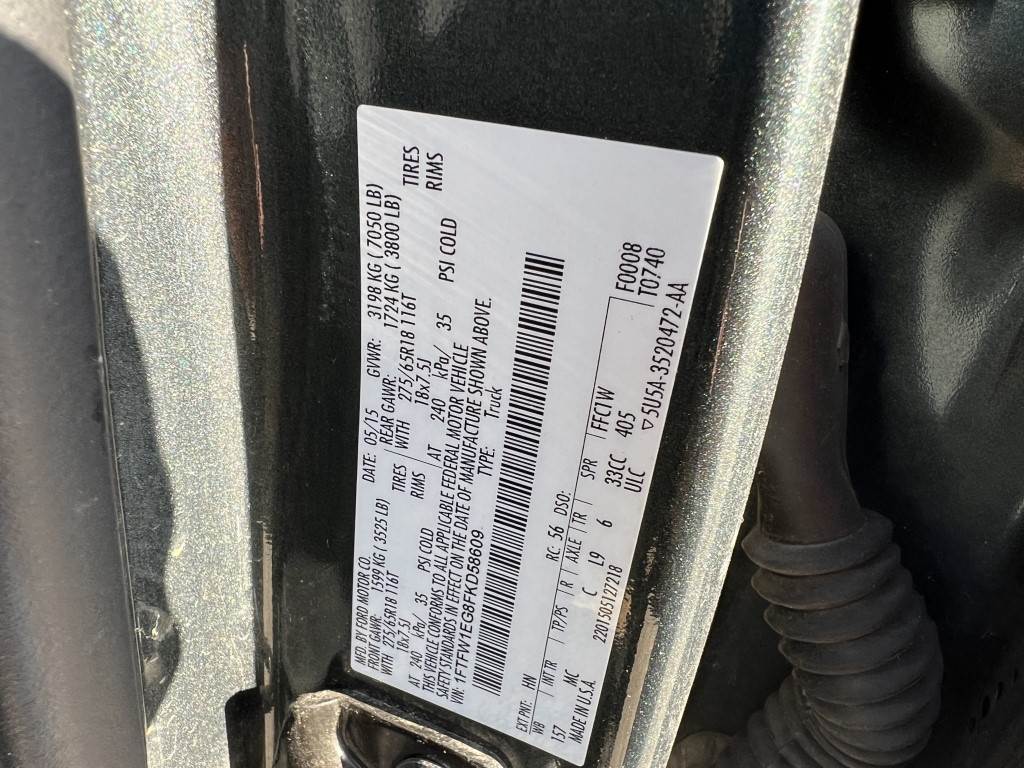 MFD. BY FORD MOTOR CO.
DATE: 05/15 GVWR: 3198 KG ( 7050 LB)
FRONT GAWR: 1599 KG ( 3525 LB) REAR GAWR: 1724 KG ( 3800 LB)
WITH 275/65R18 116T TIRES WITH 275/65R18 116T TIRES
18x7.5J RIMS 18x7.5J RIMS
AT 240 kPa/ 35 PSI COLD AT 240 kPa/ 35 PSI COLD
THIS VEHICLE CONFORMS TO ALL APPLICABLE FEDERAL MOTOR VEHICLE
SAFETY STANDARDS IN EFFECT ON THE DATE OF MANUFACTURE SHOWN ABOVE.
VIN: 1FTFW1EG8FKD58609 TYPE: Truck
EXT PNT: HN RC: 56 DSO: F0008
WB INT TR TP/PS R AXLE TR SPR FFCTW T0740
157 MC C L9 6 33CC 405
MADE IN U.S.A. 2201505127218 ULC ▽5U5A-3520472-AA